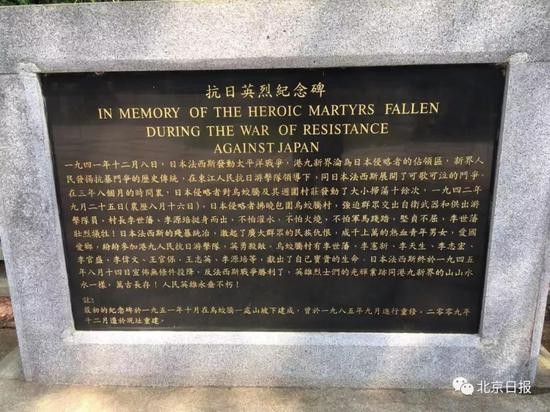 抗日英烈紀念碑
IN MEMORY OF THE HEROIC MARTYRS FALLEN
DURING THE WAR OF RESISTANCE
AGAINST JAPAN
一九四一年十二月八日，日本法西斯發動太平洋戰爭，港九新界淪為日本侵略者的佔領區，新界人
民發揚抗暴鬥爭的歷史傳統，在東江人民抗日游擊隊領導下，同日本法西斯展開了可歌可泣的鬥爭。
在三年八個月的時間裏，日本侵略者對烏蛟騰及其週圍村莊發動了大小掃蕩十餘次，一九四二年
九月二十五日(農曆八月十六日)，日本侵略者拂曉包圍烏蛟騰村，強迫群眾交出自衛武器和供出游
擊隊員，村長李世藩、李源培挺身而出，不怕灌水，不怕火燒，不怕軍馬踐踏，堅貞不屈，李世藩
壯烈犧牲！日本法西斯的殘暴統治，激起了廣大群眾的民族仇恨，成千上萬的熱血青年男女，愛國
愛鄉，紛紛參加港九人民抗日游擊隊，英勇殺敵。烏蛟騰村有李世藩、李憲新、李天生、李志宏、
李官盛、李偉文、王官保、王志英、李源培等，獻出了自己寶貴的生命。日本法西斯終於一九四
五年八月十四日宣佈無條件投降，反法西斯戰爭勝利了，英雄烈士們的光輝業跡同港九新界的山山水
水一樣，萬古長存！人民英雄永垂不朽！
註：
最初的紀念碑於一九五一年十月在烏蛟騰一處山坡下建成，曾於一九八五年九月進行重修。二零零九年
十二月遷於現址重建。
北京日报